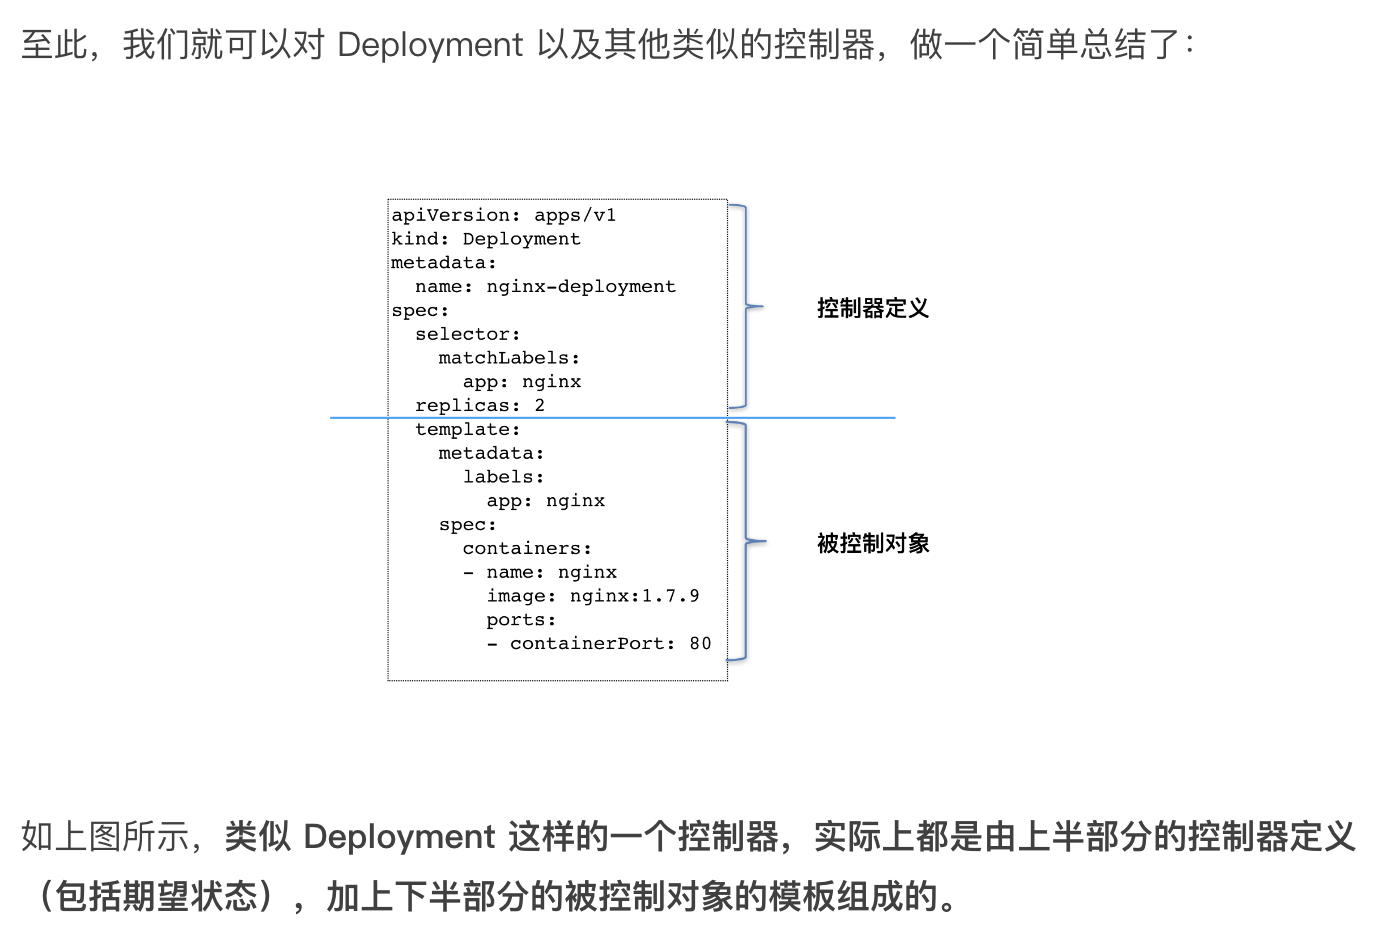 至此，我们就可以对 Deployment 以及其他类似的控制器，做一个简单总结了：
apiVersion: apps/v1
kind: Deployment
metadata:
  name: nginx-deployment
spec:
  selector:
    matchLabels:
      app: nginx
  replicas: 2
控制器定义
  template:
    metadata:
      labels:
        app: nginx
    spec:
      containers:
      - name: nginx
        image: nginx:1.7.9
        ports:
        - containerPort: 80
被控制对象
如上图所示，类似 Deployment 这样的一个控制器，实际上都是由上半部分的控制器定义
（包括期望状态），加上下半部分的被控制对象的模板组成的。